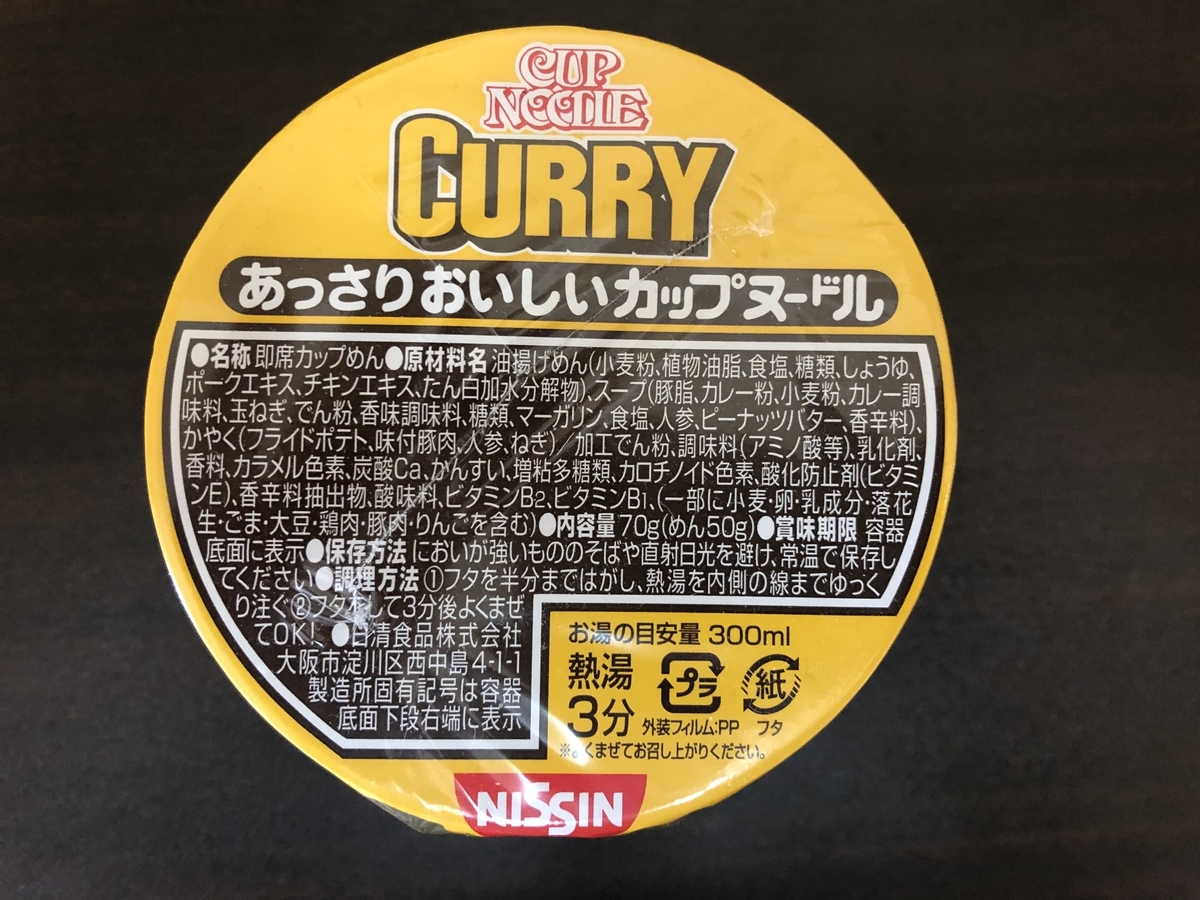 CUP
NOODLE
CURRY
あっさりおいしいカップヌードル
●名称 即席カップめん●原材料名 油揚げめん(小麦粉、植物油脂、食塩、糖類、しょうゆ、
ポークエキス、チキンエキス、たん白加水分解物)、スープ(豚脂、カレー粉、小麦粉、カレー調
味料、玉ねぎ、でん粉、香味調味料、糖類、マーガリン、食塩、人参、ピーナッツバター、香辛料)、
かやく(フライドポテト、味付豚肉、人参、ねぎ)／加工でん粉、調味料(アミノ酸等)、乳化剤、
香料、カラメル色素、炭酸Ca、かんすい、増粘多糖類、カロチノイド色素、酸化防止剤(ビタミ
ンE)、香辛料抽出物、酸味料、ビタミンB2、ビタミンB1、(一部に小麦・卵・乳成分・落花
生・ごま・大豆・鶏肉・豚肉・りんごを含む)●内容量 70g(めん50g)●賞味期限 容器
底面に表示●保存方法 においが強いもののそばや直射日光を避け、常温で保存し
てください●調理方法 ①フタを半分まではがし、熱湯を内側の線までゆっく
り注ぐ②フタをして3分後よくまぜ
てOK! ●日清食品株式会社
大阪市淀川区西中島4-1-1
製造所固有記号は容器
底面下段右端に表示
お湯の目安量 300ml
熱湯
3分
プラ
紙
外装フィルム:PP フタ
※よくまぜてお召し上がりください。
NISSIN